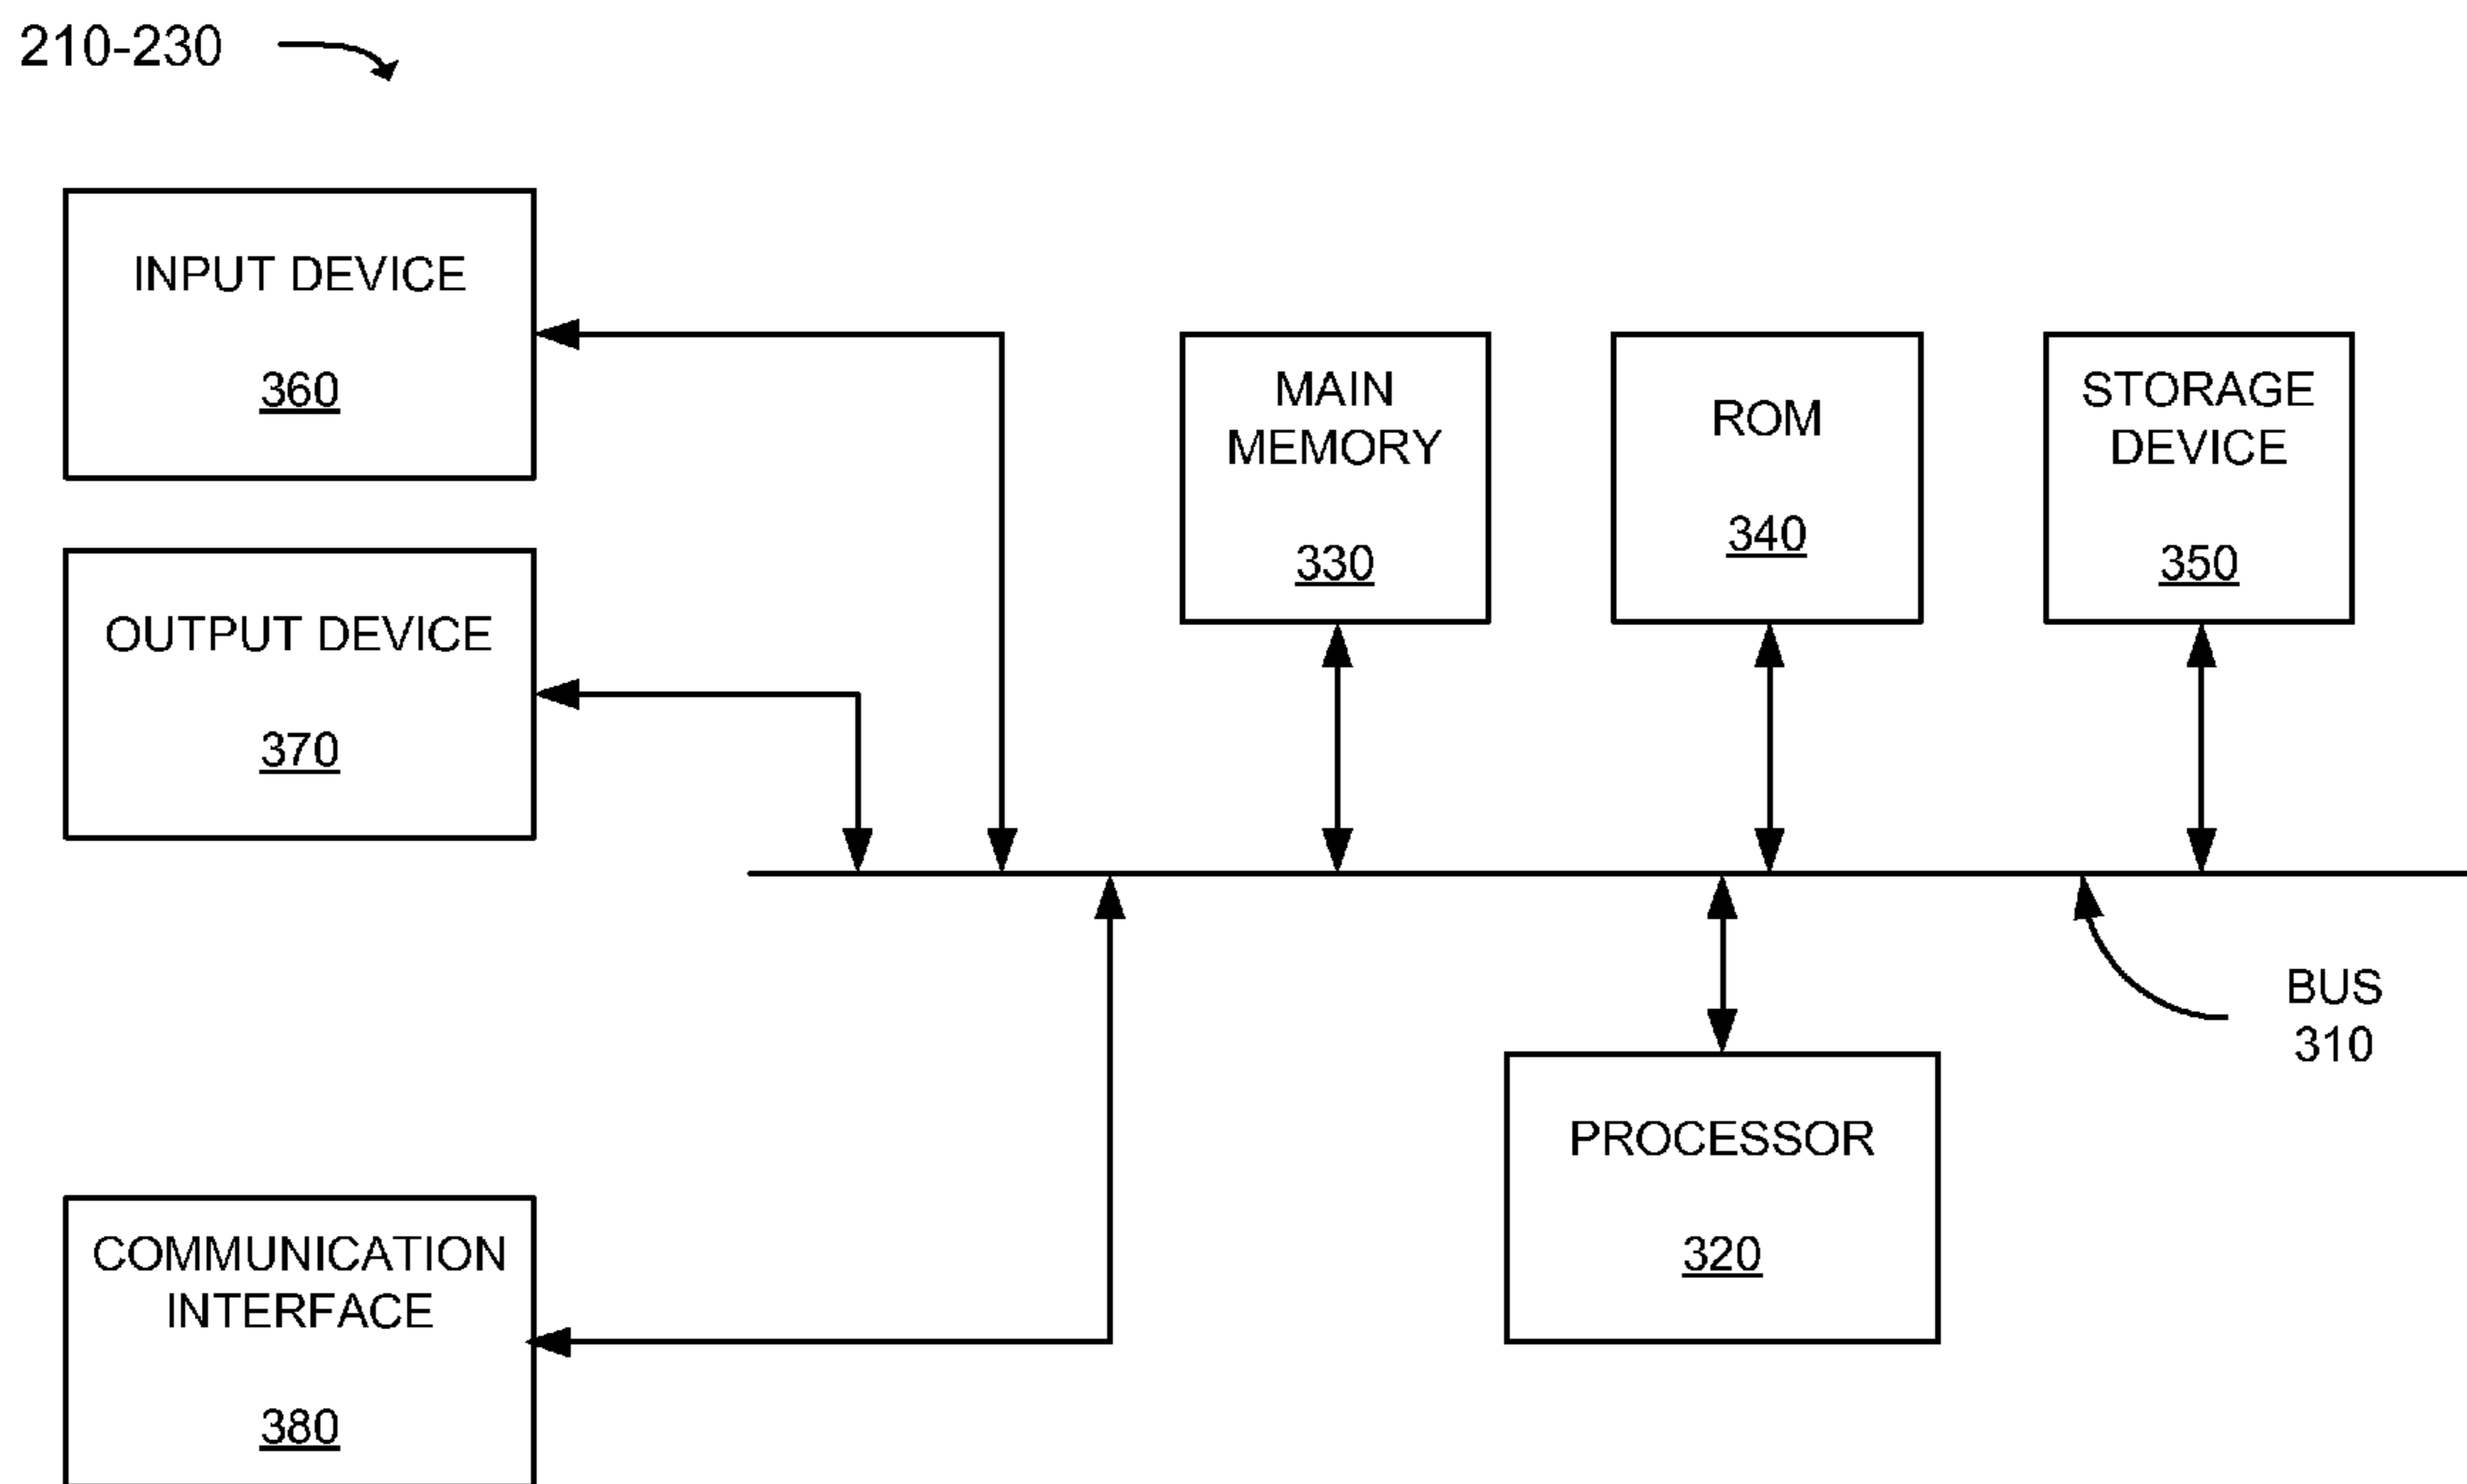 210-230
INPUT DEVICE
360
OUTPUT DEVICE
370
MAIN
MEMORY
330
ROM
340
STORAGE
DEVICE
350
BUS
310
PROCESSOR
320
COMMUNICATION
INTERFACE
380